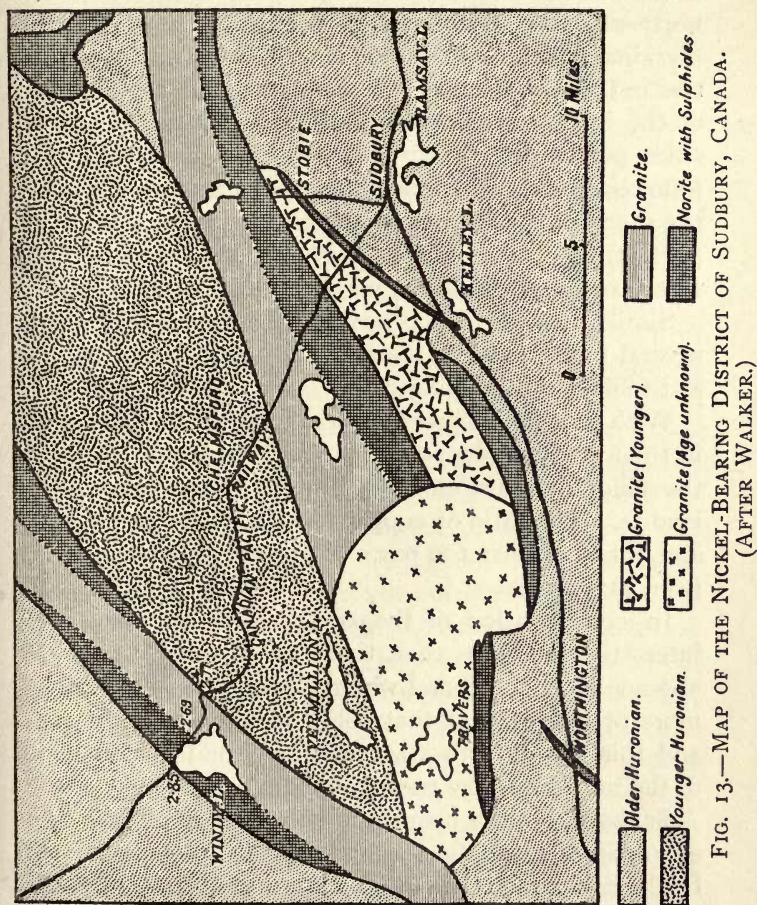 WINDY L.
2·85
2·69
CANADIAN PACIFIC RAILWAY
CHELMSFORD
VERMILLION L.
TRAVERS
WORTHINGTON
STOBIE
SUDBURY
RAMSAY L.
KELLEY L.
0 5 10 Miles
Older Huronian.
Younger Huronian.
Granite (Younger).
Granite (Age unknown).
Granite.
Norite with Sulphides
FIG. 13.—MAP OF THE NICKEL-BEARING DISTRICT OF SUDBURY, CANADA.
(AFTER WALKER.)